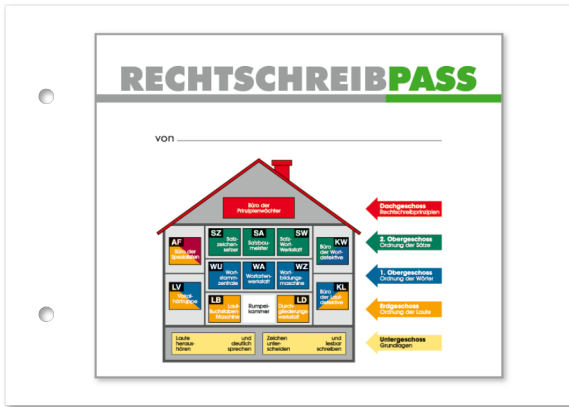 RECHTSCHREIBPASS
von
Büro der
Prinzipienwächter
Dachgeschoss
Rechtschreibprinzipien
AF
Büro der
Spezialisten
SZ
Satz-
zeichen-
setzer
SA
Satzbau-
meister
SW
Satz-
Wort-
Werkstatt
KW
Büro
der Wort-
detektive
2. Obergeschoss
Ordnung der Sätze
WU
Wort-
stamm-
zentrale
WA
Wortarten-
werkstatt
WZ
Wort-
bildungs-
maschine
1. Obergeschoss
Ordnung der Wörter
LV
Vokal-
hörtruppe
LB
Laut-
Buchstaben-
Maschine
Rumpel-
kammer
LD
Durch-
gliederungs-
werkstatt
KL
Büro
der Laut-
detektive
Erdgeschoss
Ordnung der Laute
Laute
heraus-
hören
und
deutlich
sprechen
Zeichen
unter-
scheiden
und
lesbar
schreiben
Untergeschoss
Grundlagen